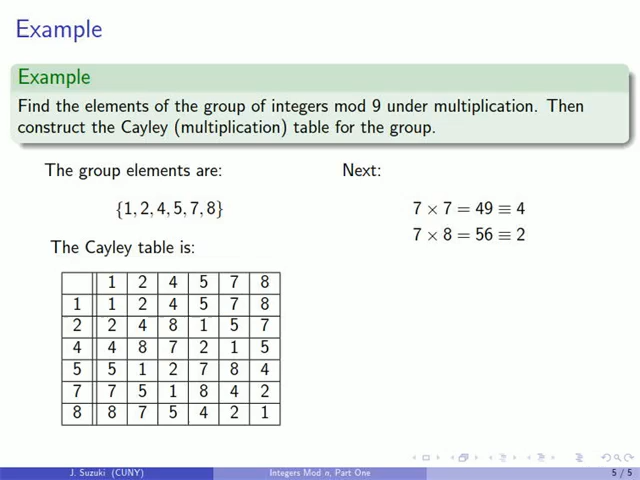 Example
Example
Find the elements of the group of integers mod 9 under multiplication. Then
construct the Cayley (multiplication) table for the group.
The group elements are:
{1, 2, 4, 5, 7, 8}
The Cayley table is:
1 2 4 5 7 8
1 1 2 4 5 7 8
2 2 4 8 1 5 7
4 4 8 7 2 1 5
5 5 1 2 7 8 4
7 7 5 1 8 4 2
8 8 7 5 4 2 1
Next:
7 × 7 = 49 ≡ 4
7 × 8 = 56 ≡ 2
J. Suzuki (CUNY) Integers Mod n, Part One 5 / 5